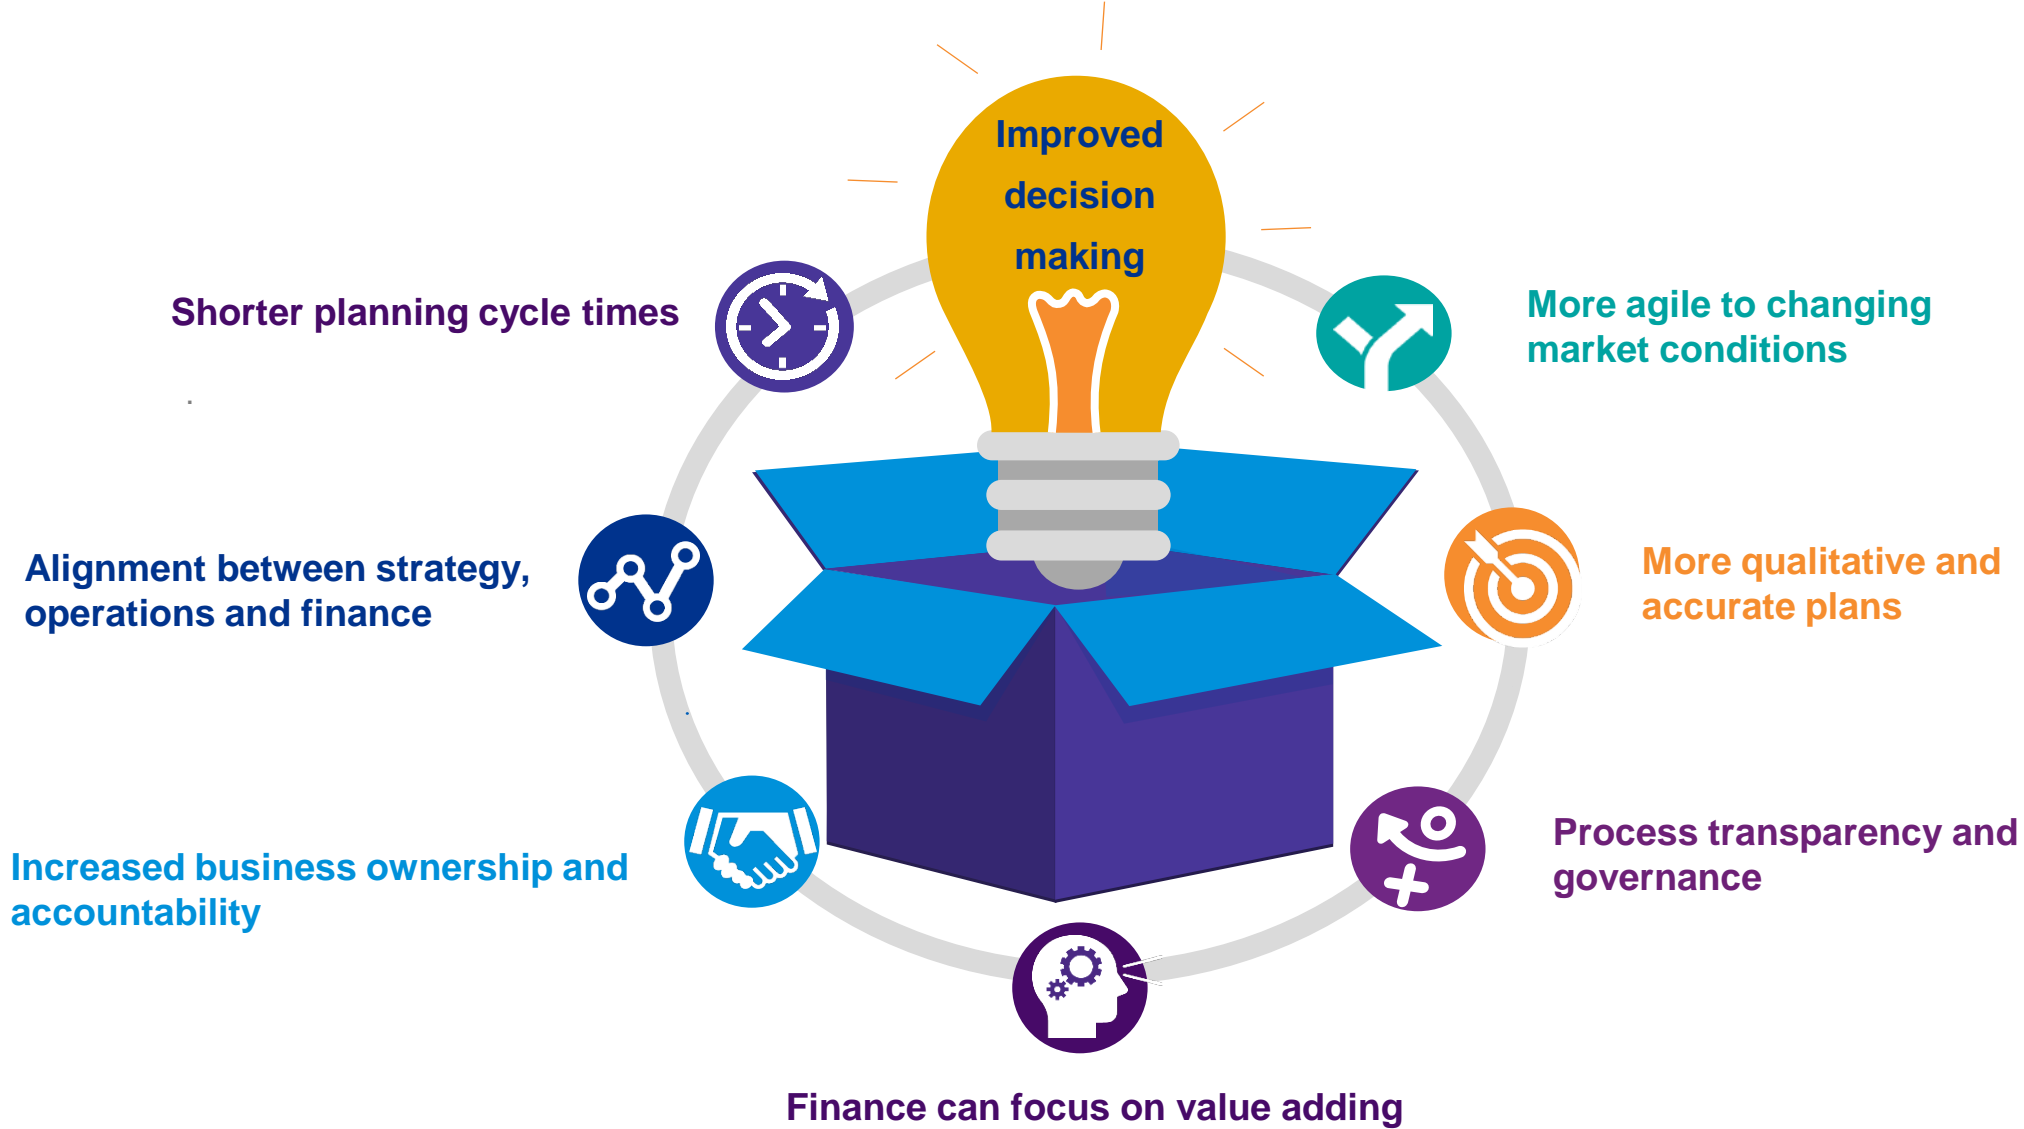 Improved
decision
making
Shorter planning cycle times
More agile to changing
market conditions
Alignment between strategy,
operations and finance
More qualitative and
accurate plans
Increased business ownership and
accountability
Process transparency and
governance
Finance can focus on value adding